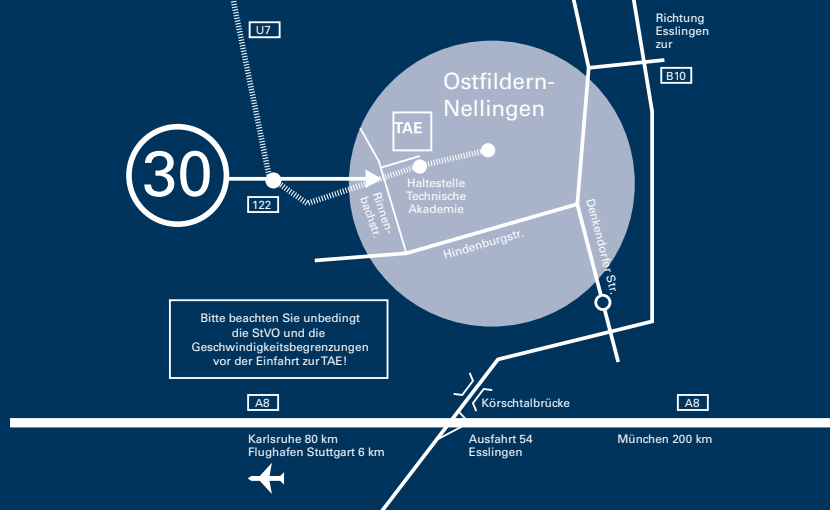 U7
Richtung
Esslingen
zur
B10
Ostfildern-
Nellingen
TAE
30
122
Haltestelle
Technische
Akademie
Rinnen-
bachstr.
Hindenburgstr.
Denkendorfer Str.
Bitte beachten Sie unbedingt
die StVO und die
Geschwindigkeitsbegrenzungen
vor der Einfahrt zur TAE!
A8
Körschtalbrücke
A8
Karlsruhe 80 km
Flughafen Stuttgart 6 km
Ausfahrt 54
Esslingen
München 200 km